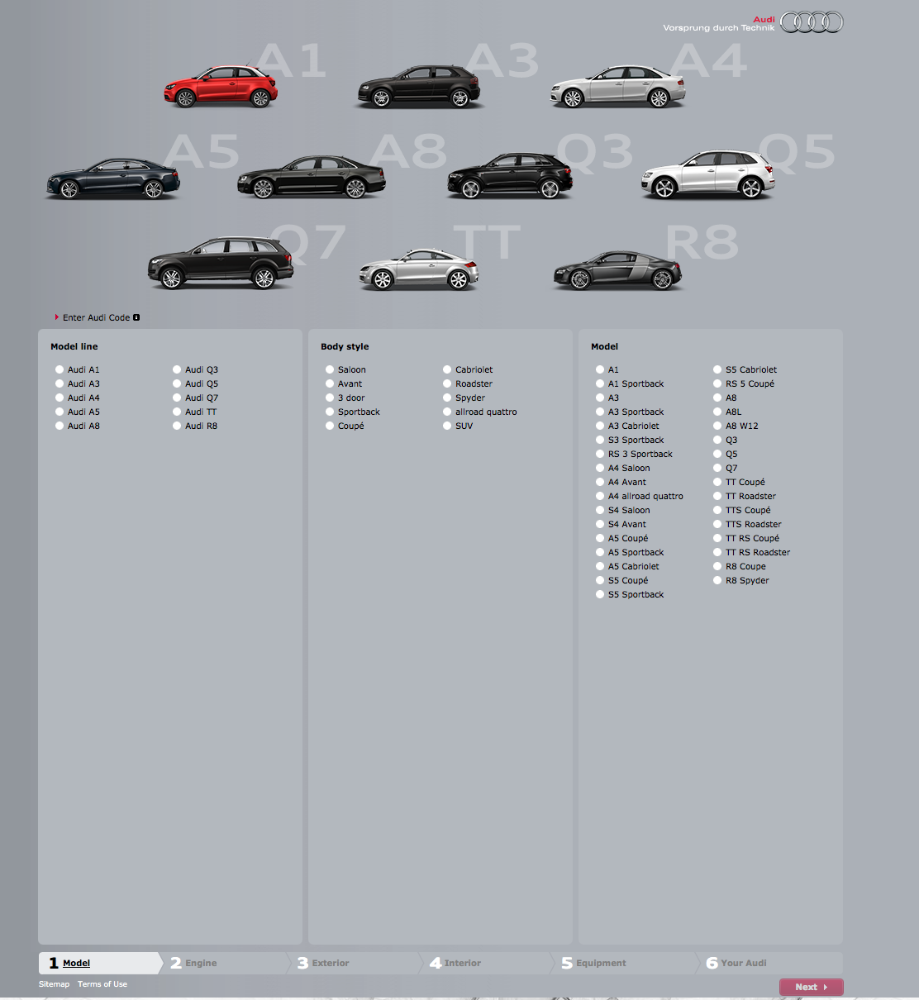 Audi
Vorsprung durch Technik
A1
A3
A4
A5
A8
Q3
Q5
Q7
TT
R8
Enter Audi Code
Model line
Audi A1
Audi A3
Audi A4
Audi A5
Audi A8
Audi Q3
Audi Q5
Audi Q7
Audi TT
Audi R8
Body style
Saloon
Avant
3 door
Sportback
Coupé
Cabriolet
Roadster
Spyder
allroad quattro
SUV
Model
A1
A1 Sportback
A3
A3 Sportback
A3 Cabriolet
S3 Sportback
RS 3 Sportback
A4 Saloon
A4 Avant
A4 allroad quattro
S4 Saloon
S4 Avant
A5 Coupé
A5 Sportback
A5 Cabriolet
S5 Coupé
S5 Sportback
S5 Cabriolet
RS 5 Coupé
A8
A8L
A8 W12
Q3
Q5
Q7
TT Coupé
TT Roadster
TTS Coupé
TTS Roadster
TT RS Coupé
TT RS Roadster
R8 Coupe
R8 Spyder
1 Model
2 Engine
3 Exterior
4 Interior
5 Equipment
6 Your Audi
Sitemap
Terms of Use
Next